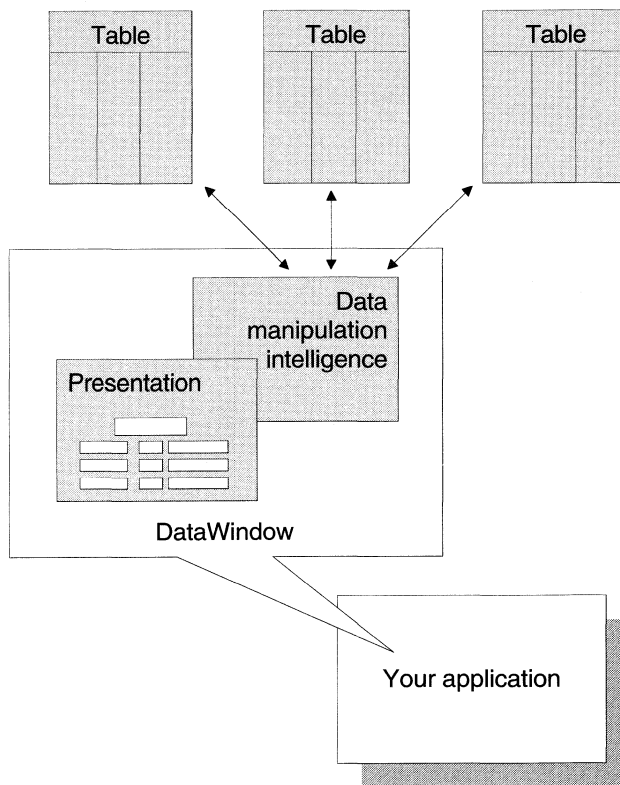 Table
Table
Table
Data
manipulation
intelligence
Presentation
DataWindow
Your application